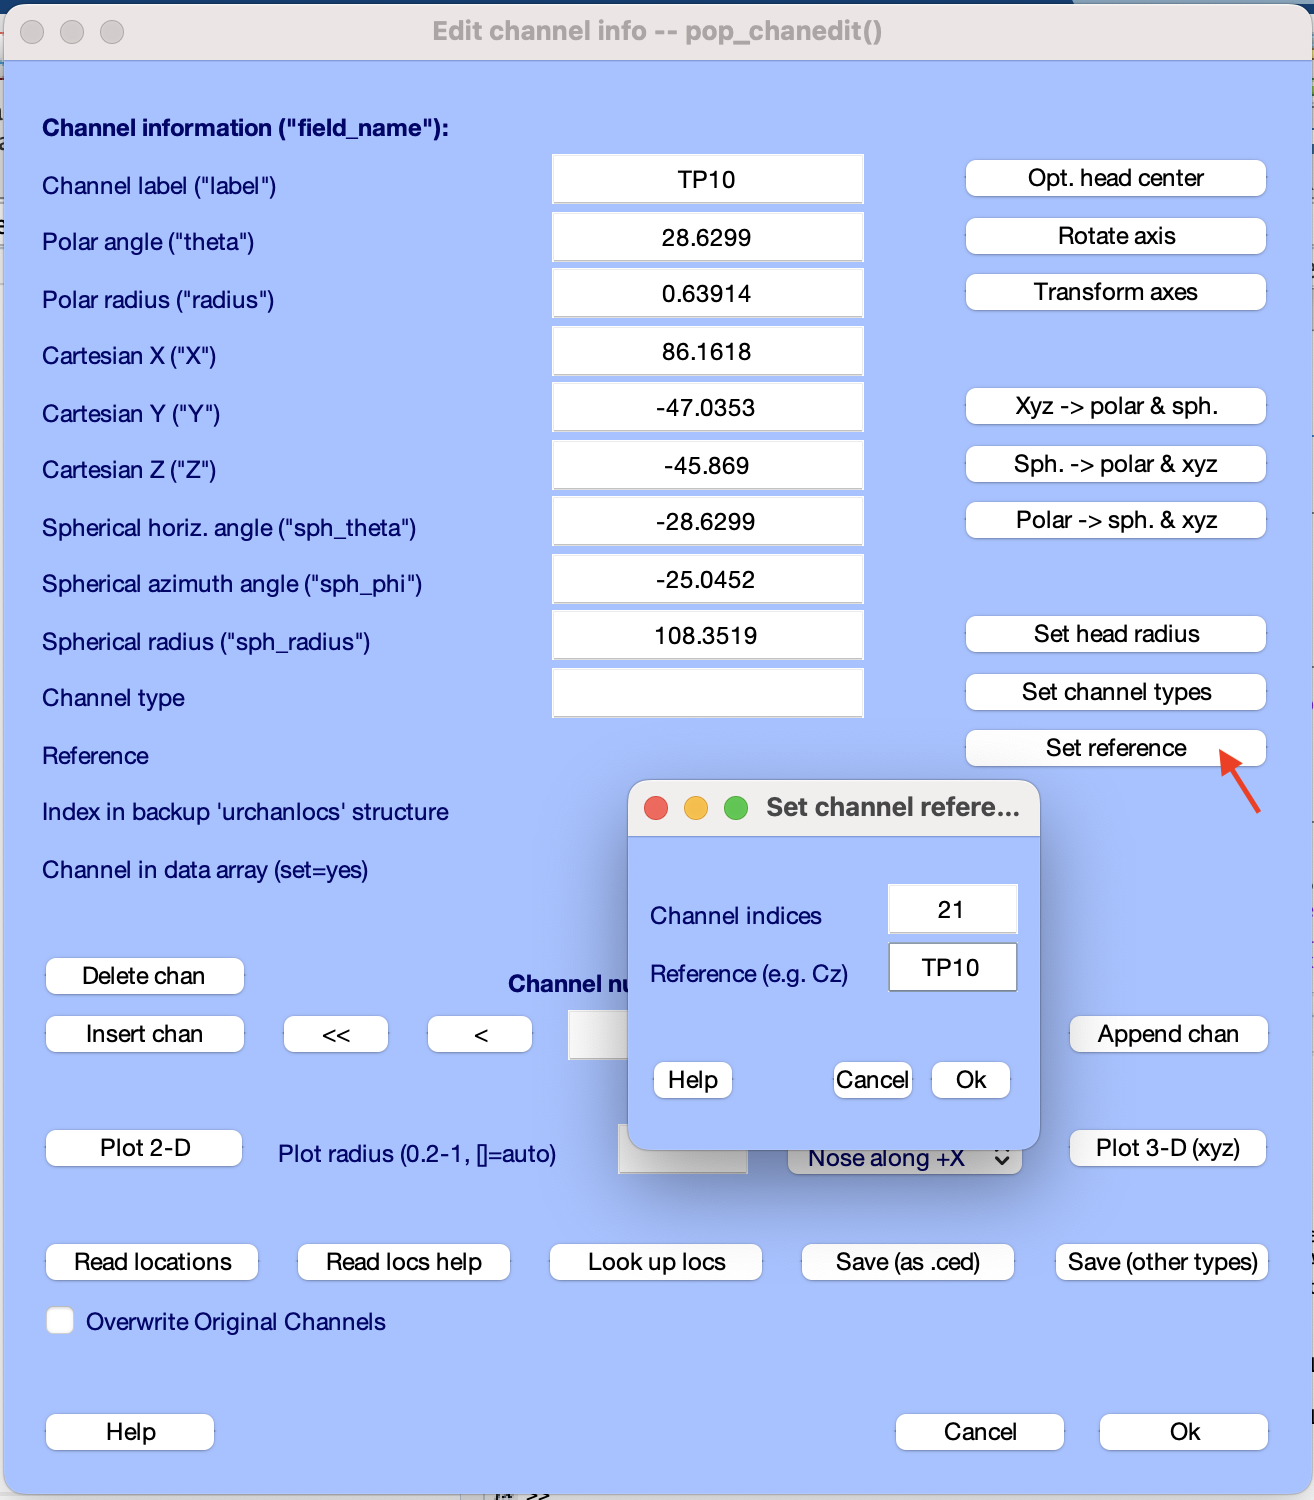 Edit channel info -- pop_chanedit()
Channel information ("field_name"):
Channel label ("label")
TP10
Opt. head center
Polar angle ("theta")
28.6299
Rotate axis
Polar radius ("radius")
0.63914
Transform axes
Cartesian X ("X")
86.1618
Cartesian Y ("Y")
-47.0353
Xyz -> polar & sph.
Cartesian Z ("Z")
-45.869
Sph. -> polar & xyz
Spherical horiz. angle ("sph_theta")
-28.6299
Polar -> sph. & xyz
Spherical azimuth angle ("sph_phi")
-25.0452
Spherical radius ("sph_radius")
108.3519
Set head radius
Channel type
Set channel types
Reference
Set reference
Index in backup 'urchanlocs' structure
Channel in data array (set=yes)
Set channel refere...
Channel indices
21
Reference (e.g. Cz)
TP10
Help
Cancel
Ok
Delete chan
Channel nu
Insert chan
<<
<
Append chan
Plot 2-D
Plot radius (0.2-1, []=auto)
Nose along +X
Plot 3-D (xyz)
Read locations
Read locs help
Look up locs
Save (as .ced)
Save (other types)
Overwrite Original Channels
Help
Cancel
Ok